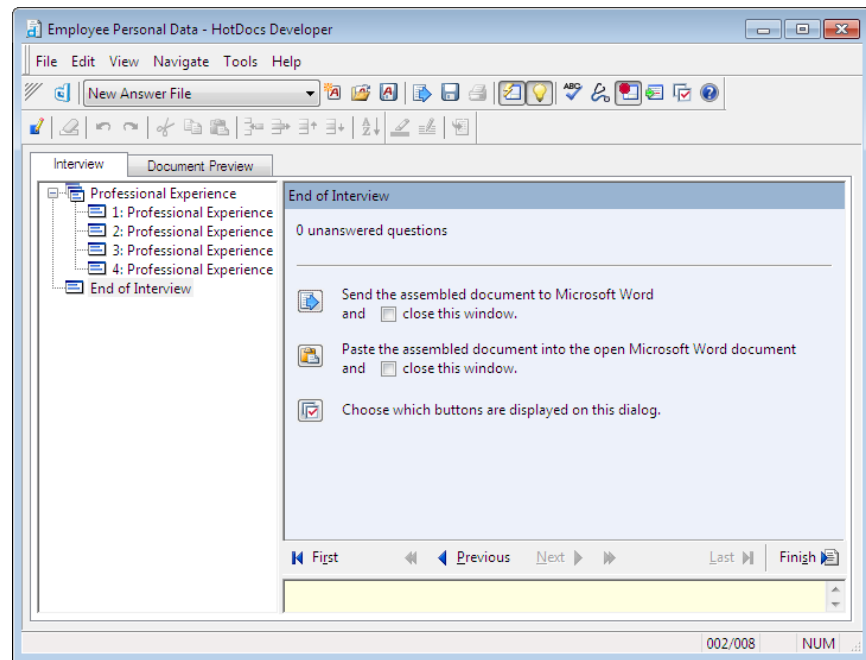 Employee Personal Data - HotDocs Developer
File Edit View Navigate Tools Help
New Answer File
ABC
Interview Document Preview
Professional Experience
1: Professional Experience
2: Professional Experience
3: Professional Experience
4: Professional Experience
End of Interview
End of Interview
0 unanswered questions
Send the assembled document to Microsoft Word
and close this window.
Paste the assembled document into the open Microsoft Word document
and close this window.
Choose which buttons are displayed on this dialog.
First Previous Next Last Finish
002/008 NUM